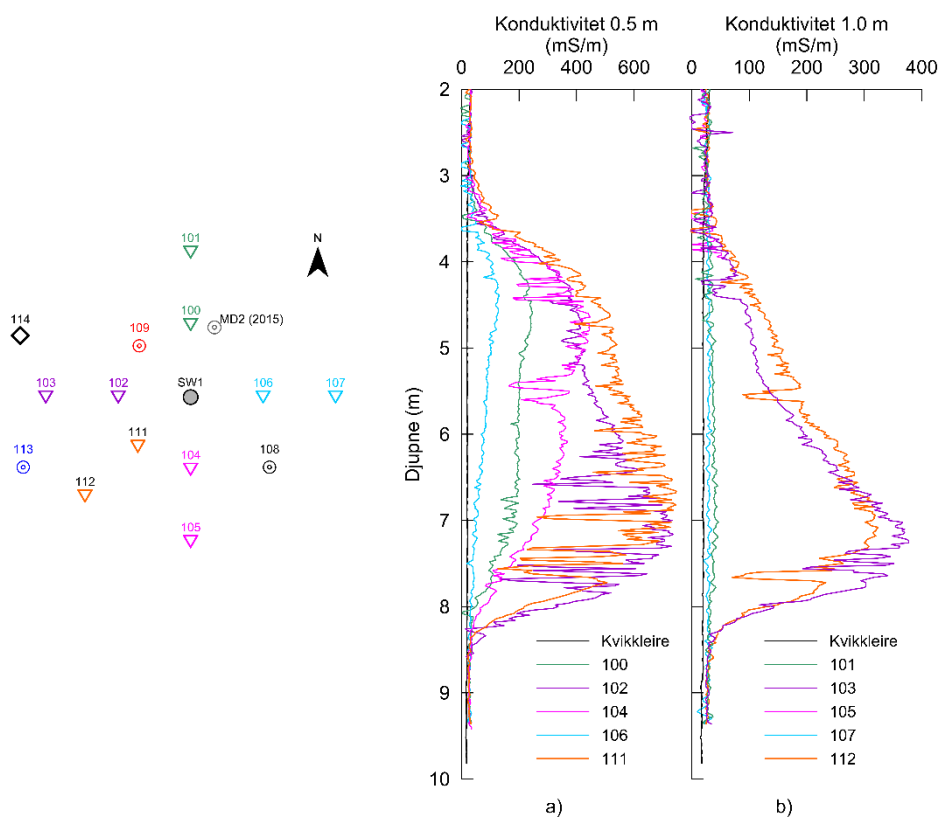 101
N
100
MD2 (2015)
114
109
103
102
SW1
106
107
111
113
104
108
112
105
Konduktivitet 0.5 m
(mS/m)
0 200 400 600
Konduktivitet 1.0 m
(mS/m)
0 100 200 300 400
Djupne (m)
2
3
4
5
6
7
8
9
10
Kvikkleire
100
102
104
106
111
a)
Kvikkleire
101
103
105
107
112
b)